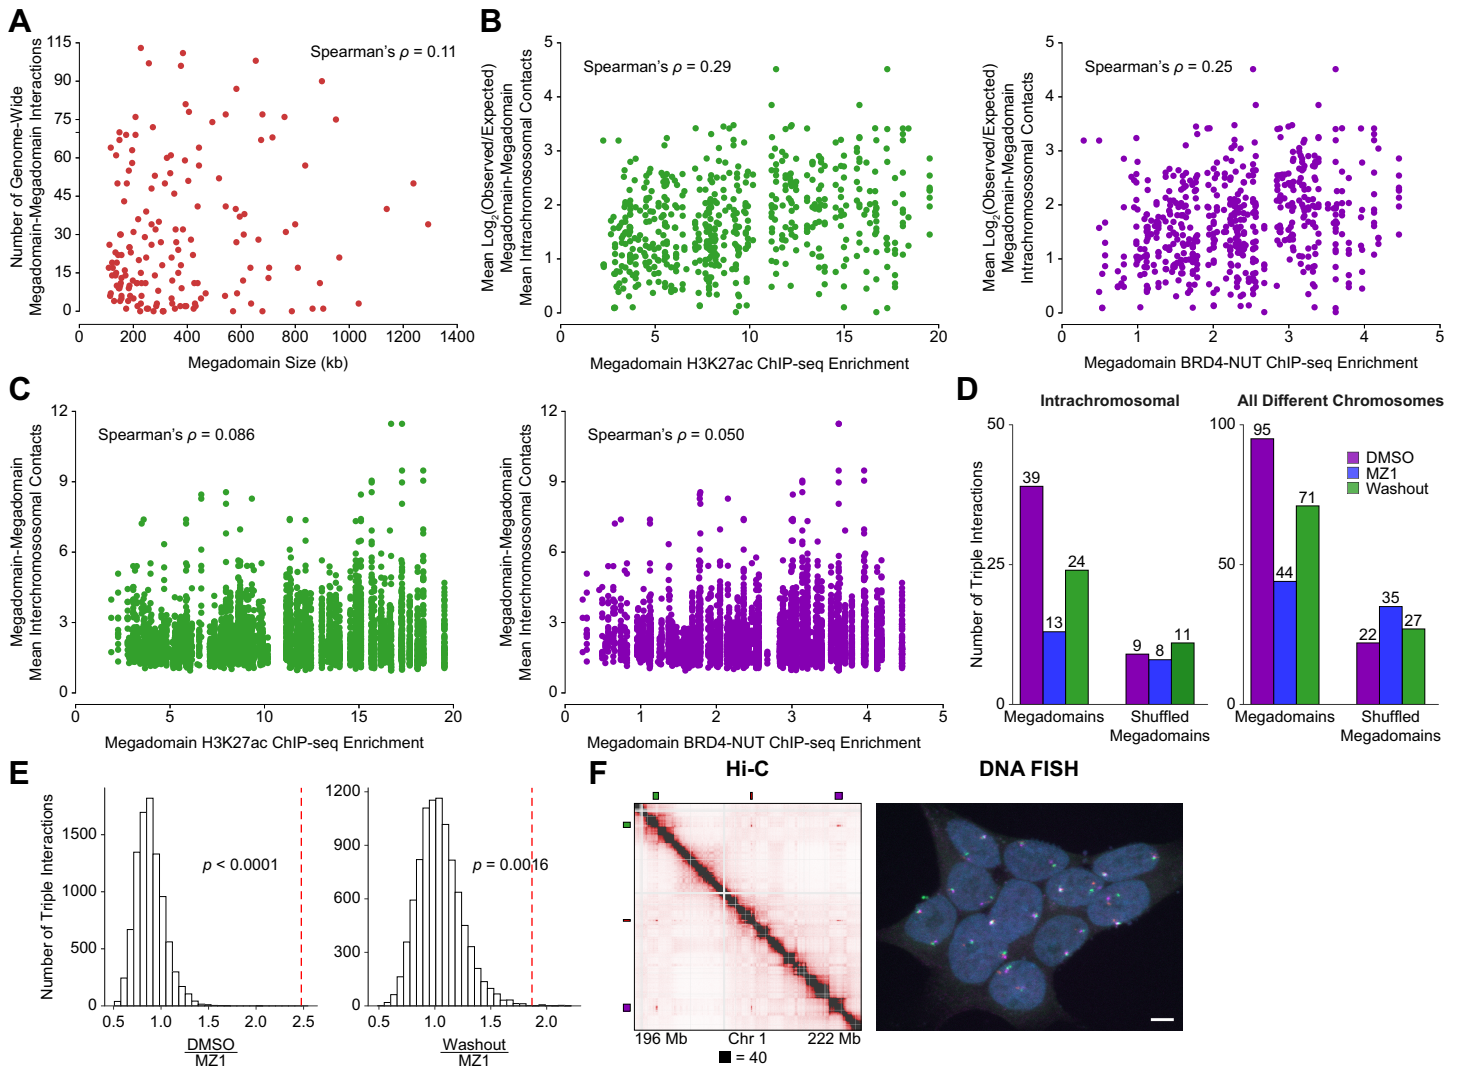 A
Number of Genome-Wide
Megadomain-Megadomain Interactions
115
90
75
60
45
30
15
0
Spearman's ρ = 0.11
0 200 400 600 800 1000 1200 1400
Megadomain Size (kb)
B
Mean Log2(Observed/Expected)
Megadomain-Megadomain
Mean Intrachromosomal Contacts
5
4
3
2
1
0
Spearman's ρ = 0.29
0 5 10 15 20
Megadomain H3K27ac ChIP-seq Enrichment
Mean Log2(Observed/Expected)
Megadomain-Megadomain
Intrachromososomal Contacts
5
4
3
2
1
0
Spearman's ρ = 0.25
0 1 2 3 4 5
Megadomain BRD4-NUT ChIP-seq Enrichment
C
Megadomain-Megadomain
Mean Interchromososomal Contacts
12
9
6
3
0
Spearman's ρ = 0.086
0 5 10 15 20
Megadomain H3K27ac ChIP-seq Enrichment
Megadomain-Megadomain
Mean Interchromososomal Contacts
12
9
6
3
0
Spearman's ρ = 0.050
0 1 2 3 4 5
Megadomain BRD4-NUT ChIP-seq Enrichment
D
Intrachromosomal
Number of Triple Interactions
50
25
0
39
13
24
9
8
11
Megadomains
Shuffled
Megadomains
All Different Chromosomes
100
50
0
95
44
71
22
35
27
DMSO
MZ1
Washout
Megadomains
Shuffled
Megadomains
E
Number of Triple Interactions
1500
1000
500
0
p < 0.0001
0.5 1.0 1.5 2.0 2.5
DMSO
MZ1
1200
900
600
300
0
p = 0.0016
0.5 1.0 1.5 2.0
Washout
MZ1
F
Hi-C
196 Mb Chr 1 222 Mb
= 40
DNA FISH